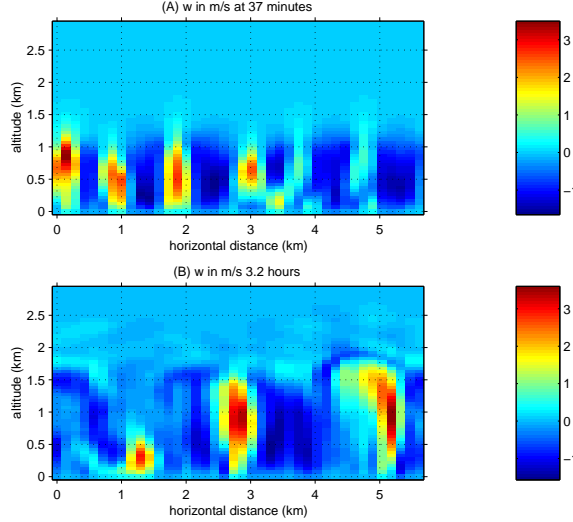 (A) w in m/s at 37 minutes
2.5
2
1.5
1
0.5
0
altitude (km)
0 1 2 3 4 5
horizontal distance (km)
3
2
1
0
−1
(B) w in m/s 3.2 hours
2.5
2
1.5
1
0.5
0
altitude (km)
0 1 2 3 4 5
horizontal distance (km)
3
2
1
0
−1